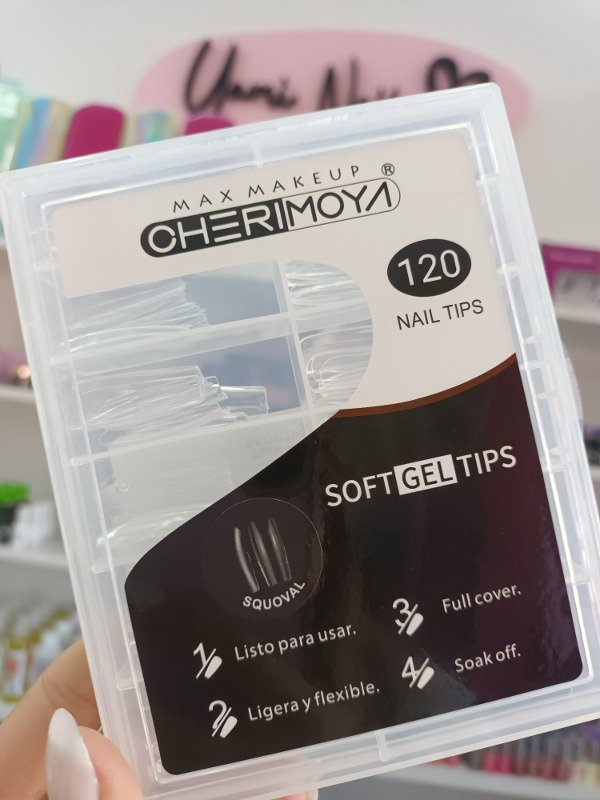 MAX MAKEUP
CHERIMOYA®
120
NAIL TIPS
SOFT GEL TIPS
SQUOVAL
1 Listo para usar.
2 Ligera y flexible.
3 Full cover.
4 Soak off.